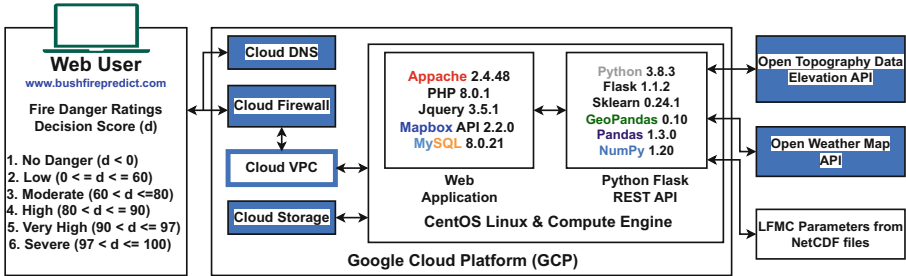 Web User
www.bushfirepredict.com
Fire Danger Ratings
Decision Score (d)
1. No Danger (d < 0)
2. Low (0 < = d < = 60)
3. Moderate (60 < d <=80)
4. High (80 < d < = 90)
5. Very High (90 < d <= 97)
6. Severe (97 < d <= 100)
Cloud DNS
Cloud Firewall
Cloud VPC
Cloud Storage
Appache 2.4.48
PHP 8.0.1
Jquery 3.5.1
Mapbox API 2.2.0
MySQL 8.0.21
Web
Application
Python 3.8.3
Flask 1.1.2
Sklearn 0.24.1
GeoPandas 0.10
Pandas 1.3.0
NumPy 1.20
Python Flask
REST API
CentOS Linux & Compute Engine
Google Cloud Platform (GCP)
Open Topography Data
Elevation API
Open Weather Map
API
LFMC Parameters from
NetCDF files